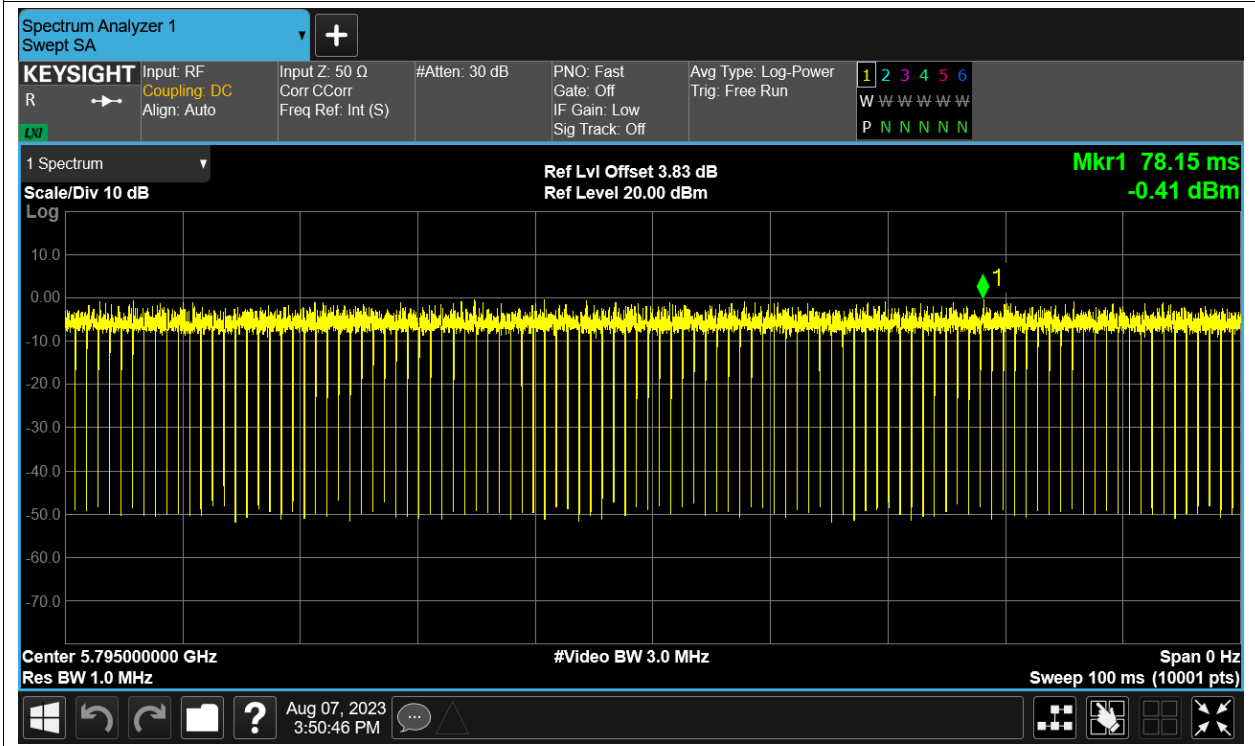 Spectrum Analyzer 1
Swept SA
+
KEYSIGHT
R
LXI
Input: RF
Coupling: DC
Align: Auto
Input Z: 50 Ω
Corr CCorr
Freq Ref: Int (S)
#Atten: 30 dB
PNO: Fast
Gate: Off
IF Gain: Low
Sig Track: Off
Avg Type: Log-Power
Trig: Free Run
1 2 3 4 5 6
W W W W W W
P N N N N N
1 Spectrum
Scale/Div 10 dB
Ref Lvl Offset 3.83 dB
Ref Level 20.00 dBm
Mkr1 78.15 ms
-0.41 dBm
Log
10.0
0.00
-10.0
-20.0
-30.0
-40.0
-50.0
-60.0
-70.0
1
Center 5.795000000 GHz
Res BW 1.0 MHz
#Video BW 3.0 MHz
Span 0 Hz
Sweep 100 ms (10001 pts)
?
Aug 07, 2023
3:50:46 PM